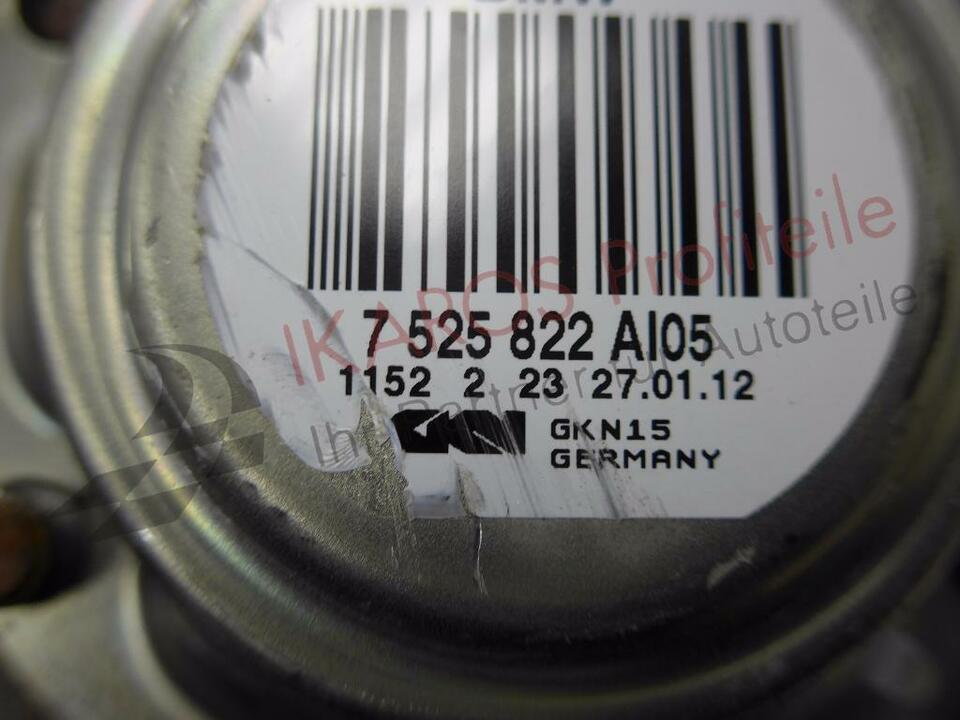 7 525 822 AI05
1152 2 23 27.01.12
GKN
GKN15
GERMANY
IKAROS Profiteile
Ihr Partner für Autoteile